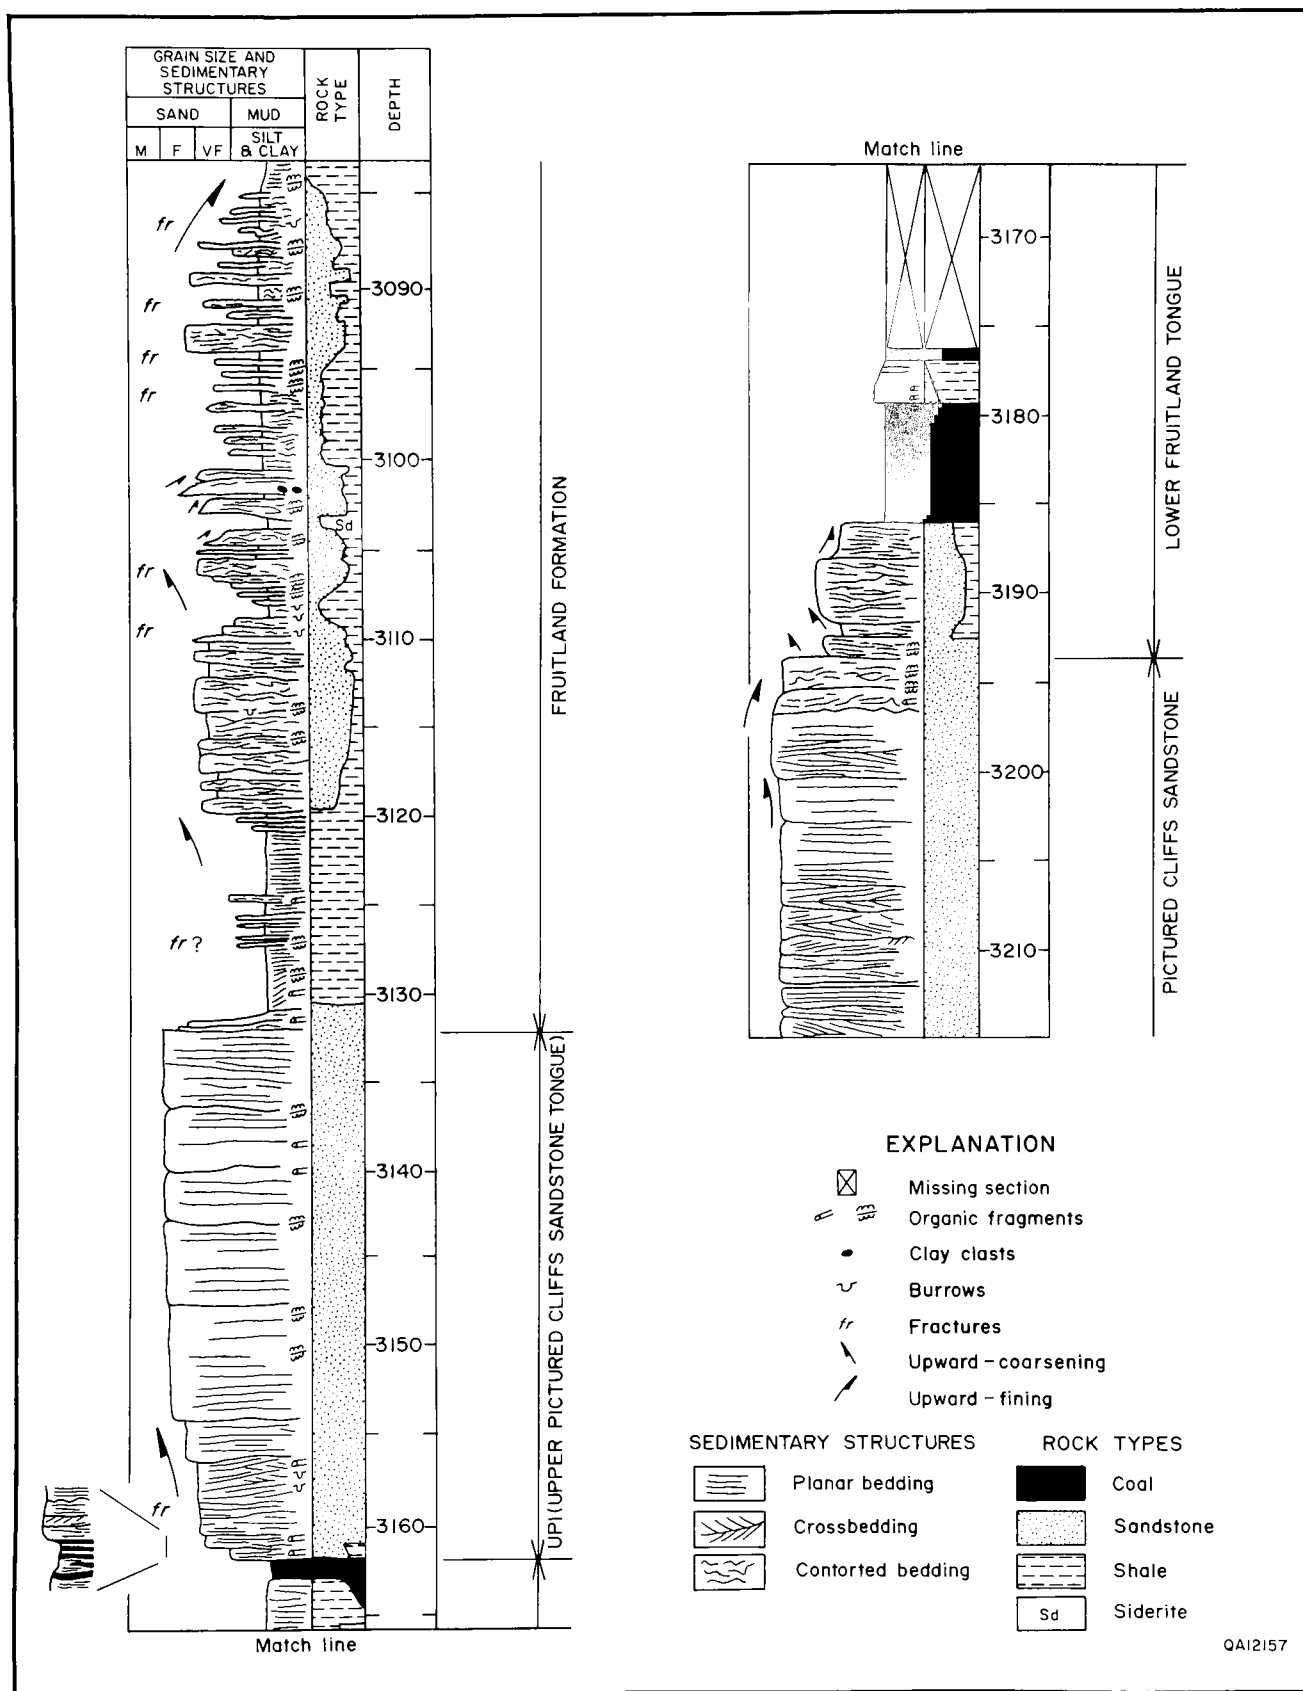 GRAIN SIZE AND
SEDIMENTARY
STRUCTURES
SAND
MUD
M
F
VF
SILT
& CLAY
ROCK
TYPE
DEPTH
fr
fr
fr
fr
fr
fr
fr ?
fr
Sd
3090
3100
3110
3120
3130
3140
3150
3160
FRUITLAND FORMATION
UPI (UPPER PICTURED CLIFFS SANDSTONE TONGUE)
Match line
Match line
3170
3180
3190
3200
3210
LOWER FRUITLAND TONGUE
PICTURED CLIFFS SANDSTONE
EXPLANATION
Missing section
Organic fragments
Clay clasts
Burrows
fr Fractures
Upward-coarsening
Upward-fining
SEDIMENTARY STRUCTURES
Planar bedding
Crossbedding
Contorted bedding
ROCK TYPES
Coal
Sandstone
Shale
Sd Siderite
QA12157